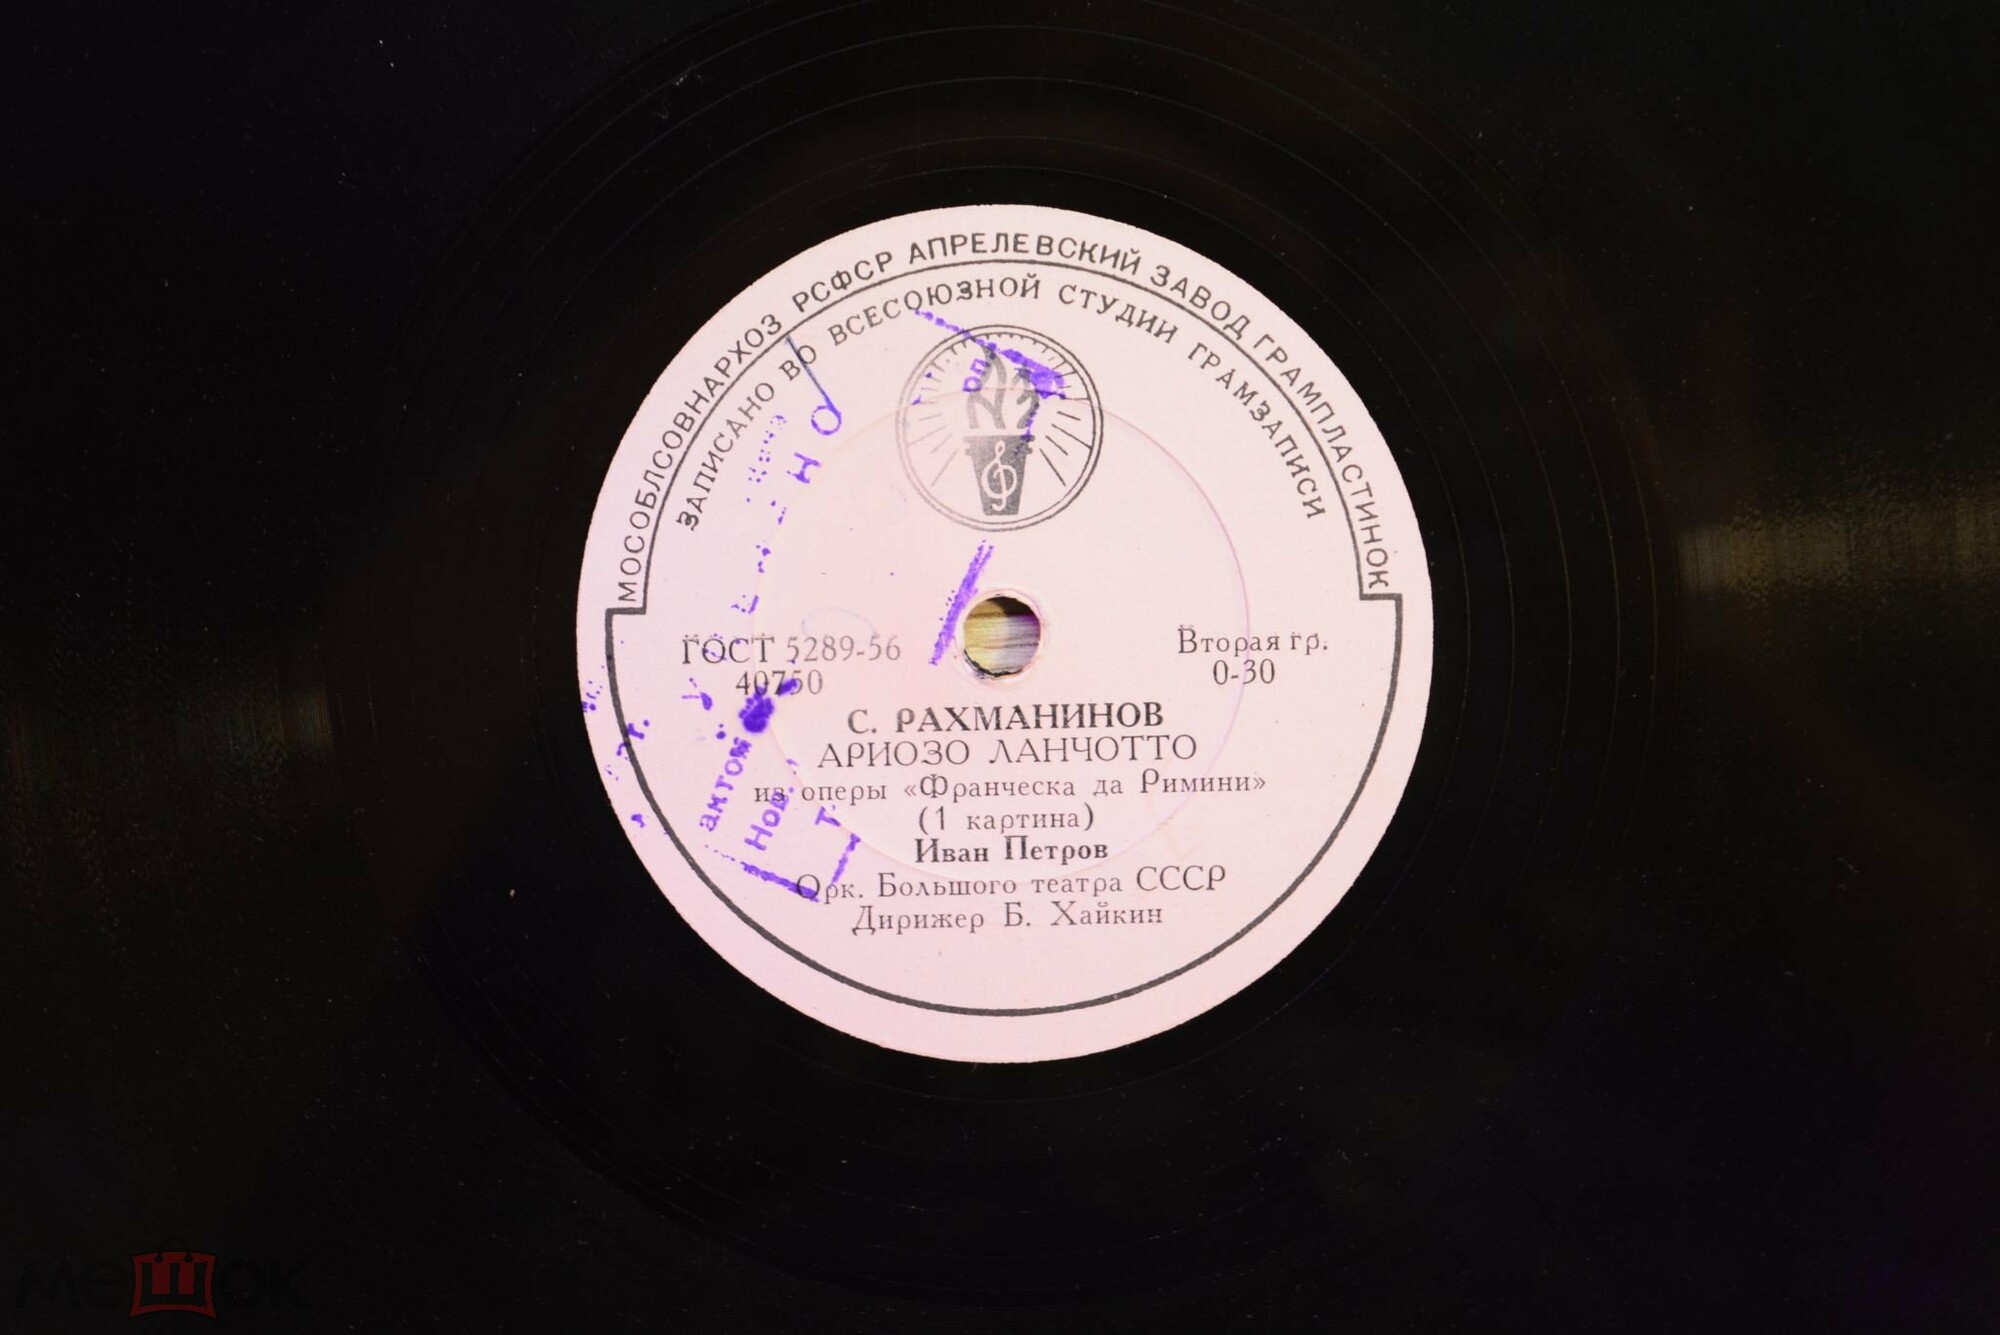 МОСОБЛСОВНАРХОЗ РСФСР АПРЕЛЕВСКИЙ ЗАВОД ГРАМПЛАСТИНОК
ЗАПИСАНО ВО ВСЕСОЮЗНОЙ СТУДИИ ГРАМЗАПИСИ
ГОСТ 5289-56
40750
Вторая гр.
0-30
С. РАХМАНИНОВ
АРИОЗО ЛАНЧОТТО
из оперы «Франческа да Римини»
(1 картина)
Иван Петров
Орк. Большого театра СССР
Дирижер Б. Хайкин
мешок